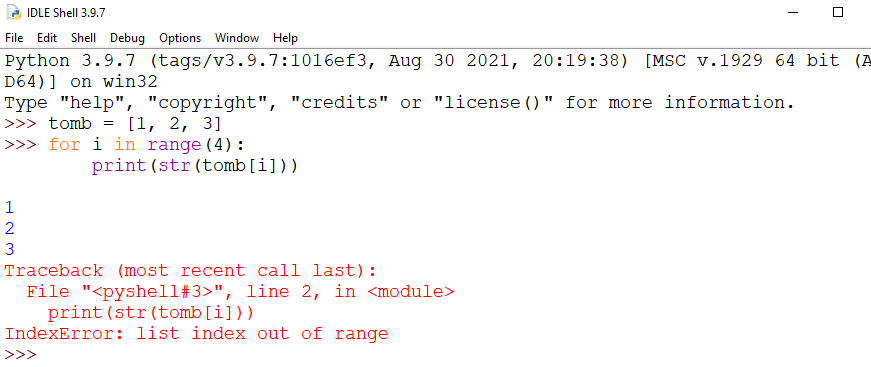 IDLE Shell 3.9.7
File Edit Shell Debug Options Window Help
Python 3.9.7 (tags/v3.9.7:1016ef3, Aug 30 2021, 20:19:38) [MSC v.1929 64 bit (A
D64)] on win32
Type "help", "copyright", "credits" or "license()" for more information.
>>> tomb = [1, 2, 3]
>>> for i in range(4):
        print(str(tomb[i]))
1
2
3
Traceback (most recent call last):
  File "<pyshell#3>", line 2, in <module>
    print(str(tomb[i]))
IndexError: list index out of range
>>>